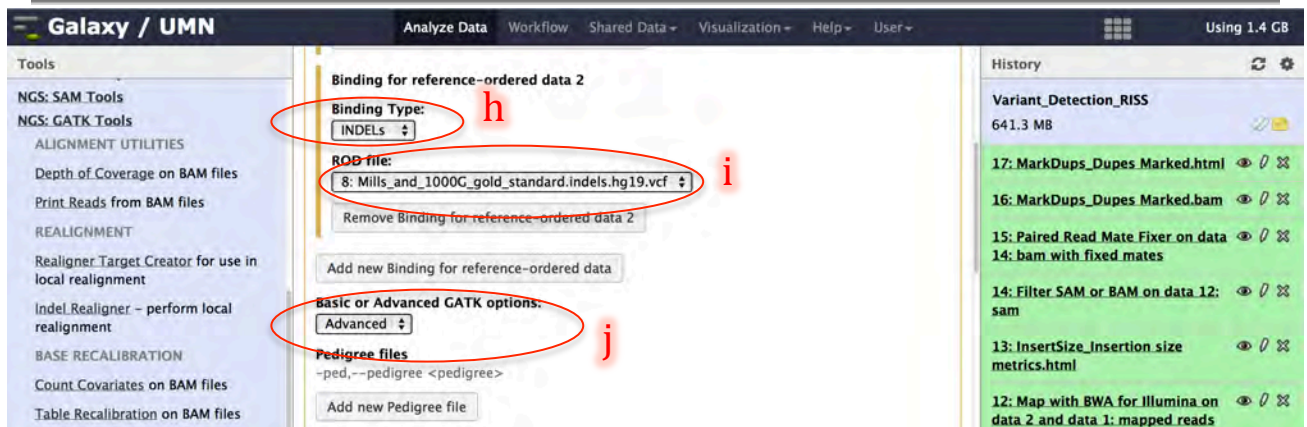 Galaxy / UMN
Analyze Data Workflow Shared Data Visualization Help User
Using 1.4 GB
Tools
NGS: SAM Tools
NGS: GATK Tools
ALIGNMENT UTILITIES
Depth of Coverage on BAM files
Print Reads from BAM files
REALIGNMENT
Realigner Target Creator for use in
local realignment
Indel Realigner – perform local
realignment
BASE RECALIBRATION
Count Covariates on BAM files
Table Recalibration on BAM files
Binding for reference-ordered data 2
Binding Type:
h
INDELs
ROD file:
8: Mills_and_1000G_gold_standard.indels.hg19.vcf
i
Remove Binding for reference-ordered data 2
Add new Binding for reference-ordered data
Basic or Advanced GATK options:
Advanced
j
Pedigree files
-ped,--pedigree <pedigree>
Add new Pedigree file
History
Variant_Detection_RISS
641.3 MB
17: MarkDups_Dupes Marked.html
16: MarkDups_Dupes Marked.bam
15: Paired Read Mate Fixer on data
14: bam with fixed mates
14: Filter SAM or BAM on data 12:
sam
13: InsertSize_Insertion size
metrics.html
12: Map with BWA for Illumina on
data 2 and data 1: mapped reads